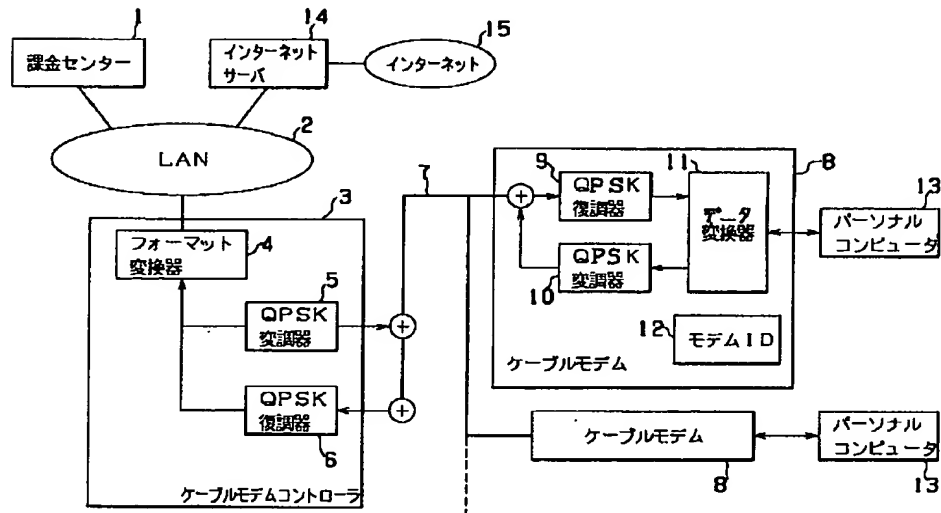 1
課金センター
14
インターネット
サーバ
15
インターネット
2
LAN
3
フォーマット
変換器
4
5
QPSK
変調器
QPSK
復調器
6
ケーブルモデムコントローラ
7
8
9
QPSK
復調器
QPSK
変調器
10
11
データ
変換器
12
モデムID
ケーブルモデム
13
パーソナル
コンピュータ
ケーブルモデム
8
パーソナル
コンピュータ
13